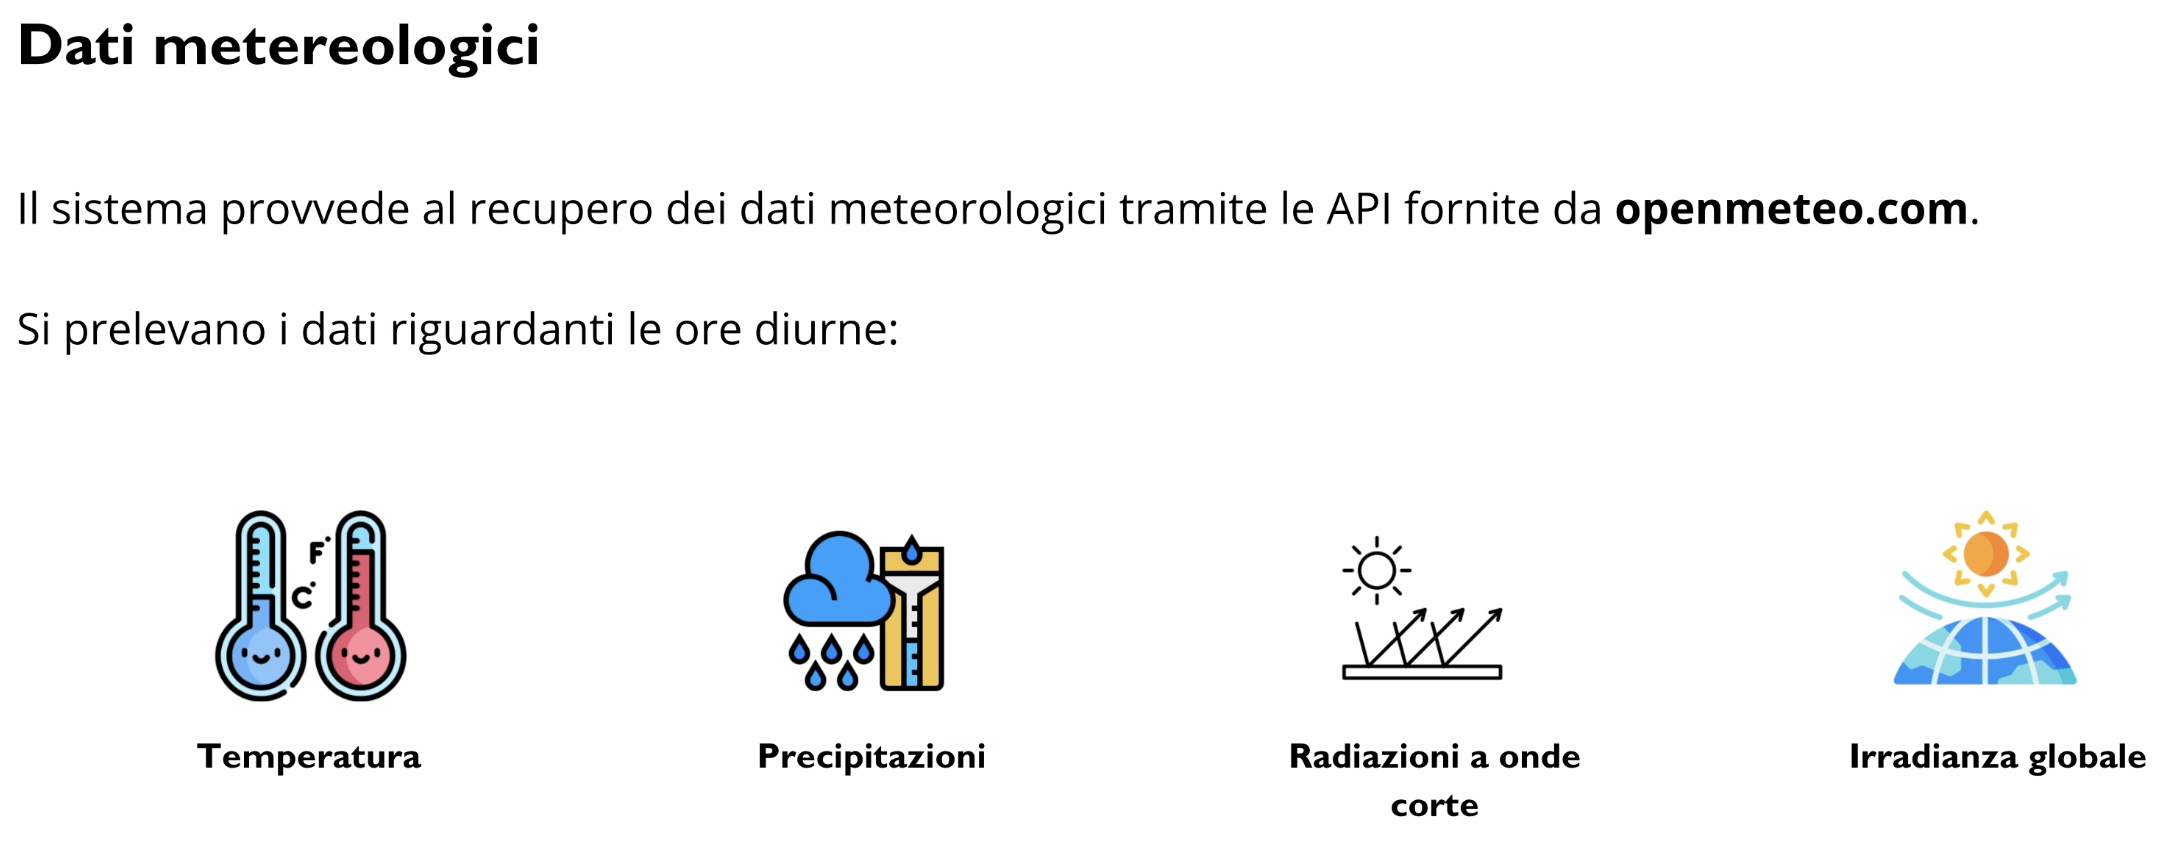 Dati metereologici
Il sistema provvede al recupero dei dati meteorologici tramite le API fornite da openmeteo.com.
Si prelevano i dati riguardanti le ore diurne:
F°
C°
Temperatura
Precipitazioni
Radiazioni a onde
corte
Irradianza globale